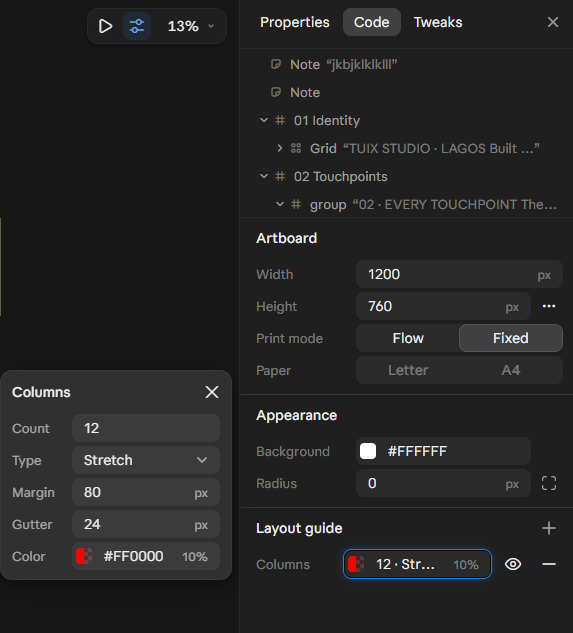 13%
Properties Code Tweaks
Note “jkbjklklklll”
Note
01 Identity
Grid “TUIX STUDIO · LAGOS Built ...”
02 Touchpoints
group “02 · EVERY TOUCHPOINT The...
Artboard
Width 1200 px
Height 760 px
Print mode Flow Fixed
Paper Letter A4
Appearance
Background #FFFFFF
Radius 0 px
Layout guide
Columns 12 · Str... 10%
Columns
Count 12
Type Stretch
Margin 80 px
Gutter 24 px
Color #FF0000 10%